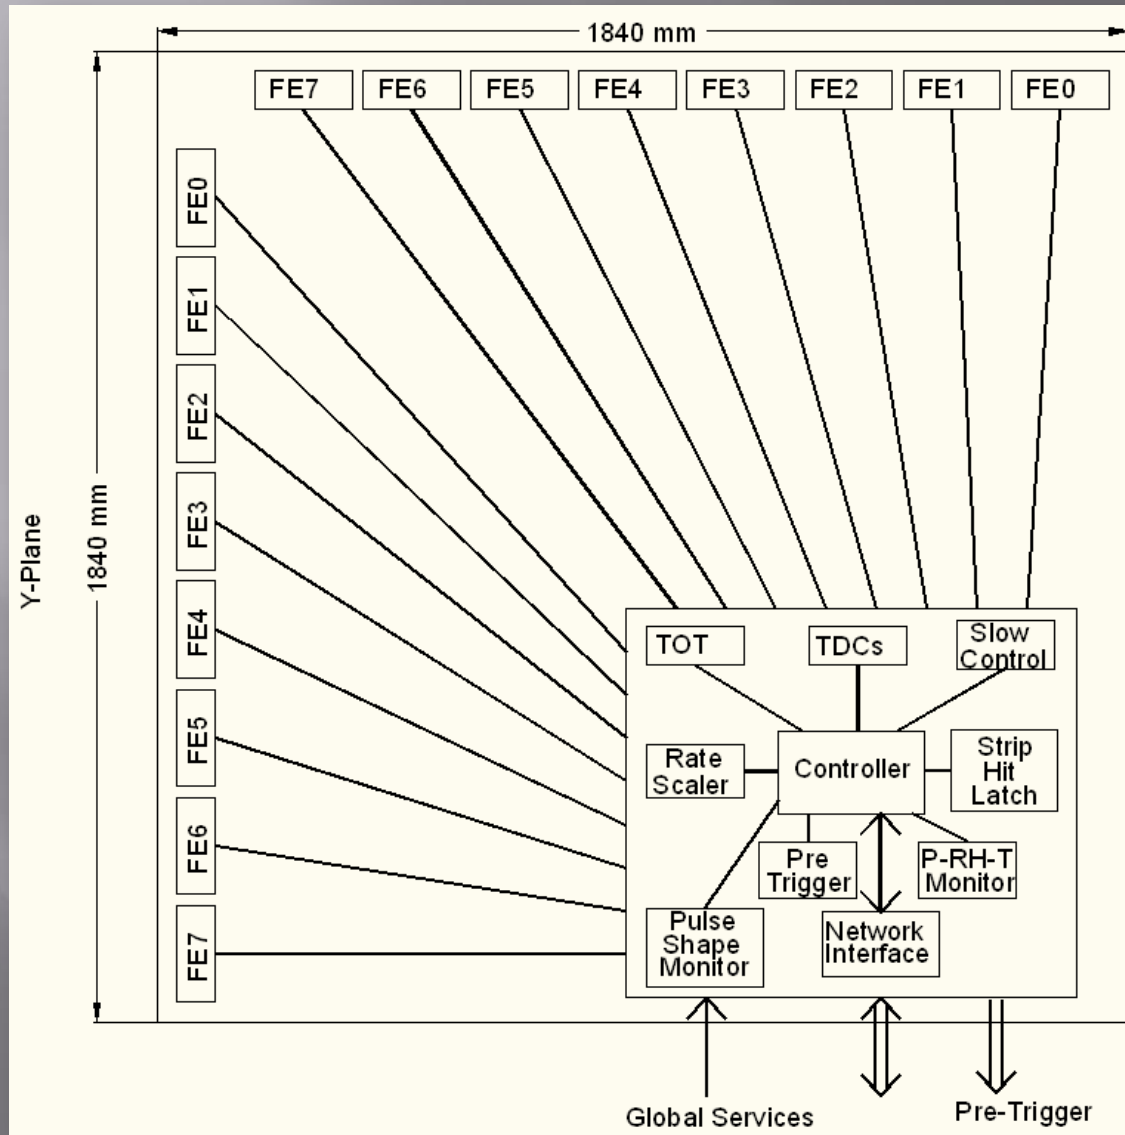 1840 mm
FE7 FE6 FE5 FE4 FE3 FE2 FE1 FE0
FE0
FE1
FE2
FE3
FE4
FE5
FE6
FE7
Y-Plane
1840 mm
TOT
TDCs
Slow
Control
Rate
Scaler
Controller
Strip
Hit
Latch
Pre
Trigger
P-RH-T
Monitor
Pulse
Shape
Monitor
Network
Interface
Global Services
Pre-Trigger